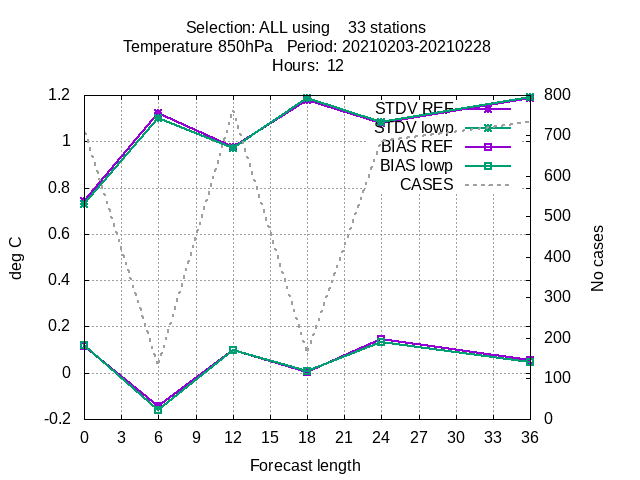 Selection: ALL using    33 stations
Temperature 850hPa   Period: 20210203-20210228
Hours:  12
1.2
1
0.8
0.6
0.4
0.2
0
-0.2
deg C
800
700
600
500
400
300
200
100
0
No cases
STDV REF
STDV lowp
BIAS REF
BIAS lowp
CASES
0 3 6 9 12 15 18 21 24 27 30 33 36
Forecast length